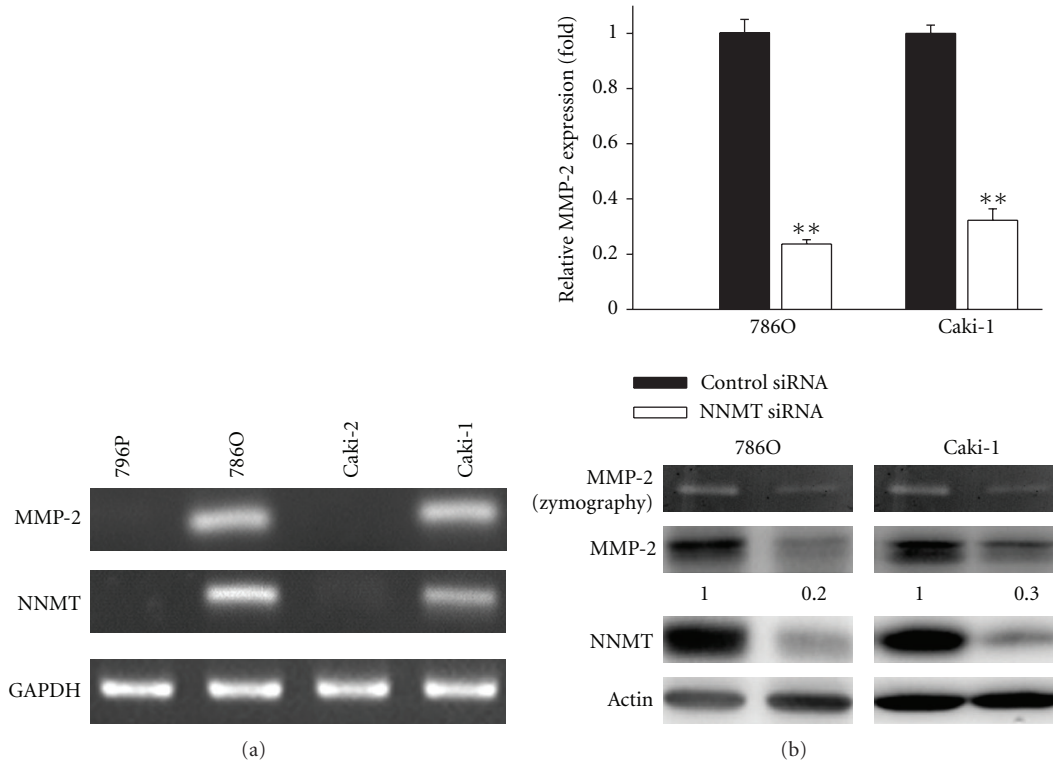 796P
786O
Caki-2
Caki-1
MMP-2
NNMT
GAPDH
(a)
Relative MMP-2 expression (fold)
1
0.8
0.6
0.4
0.2
0
**
**
786O
Caki-1
Control siRNA
NNMT siRNA
786O
Caki-1
MMP-2
(zymography)
MMP-2
1
0.2
1
0.3
NNMT
Actin
(b)